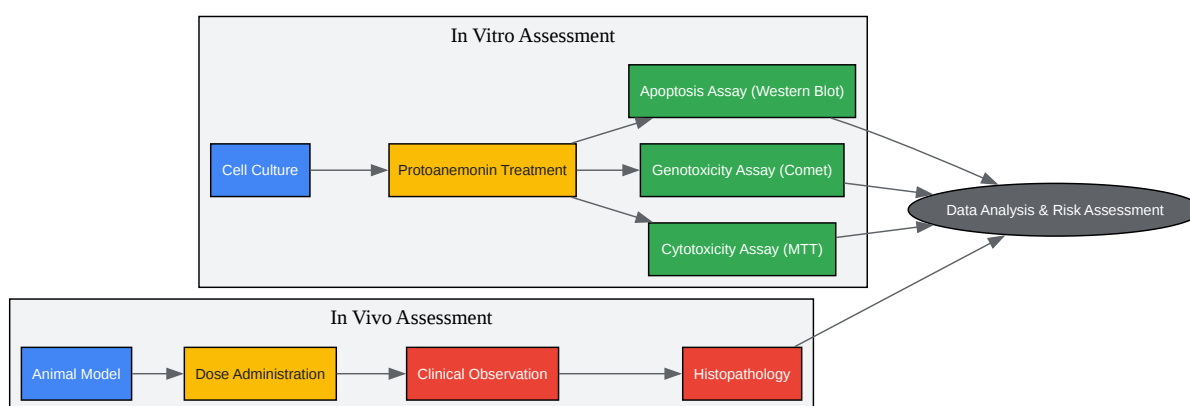 In Vitro Assessment
Apoptosis Assay (Western Blot)
Cell Culture
Protoanemonin Treatment
Genotoxicity Assay (Comet)
Cytotoxicity Assay (MTT)
Data Analysis & Risk Assessment
In Vivo Assessment
Animal Model
Dose Administration
Clinical Observation
Histopathology